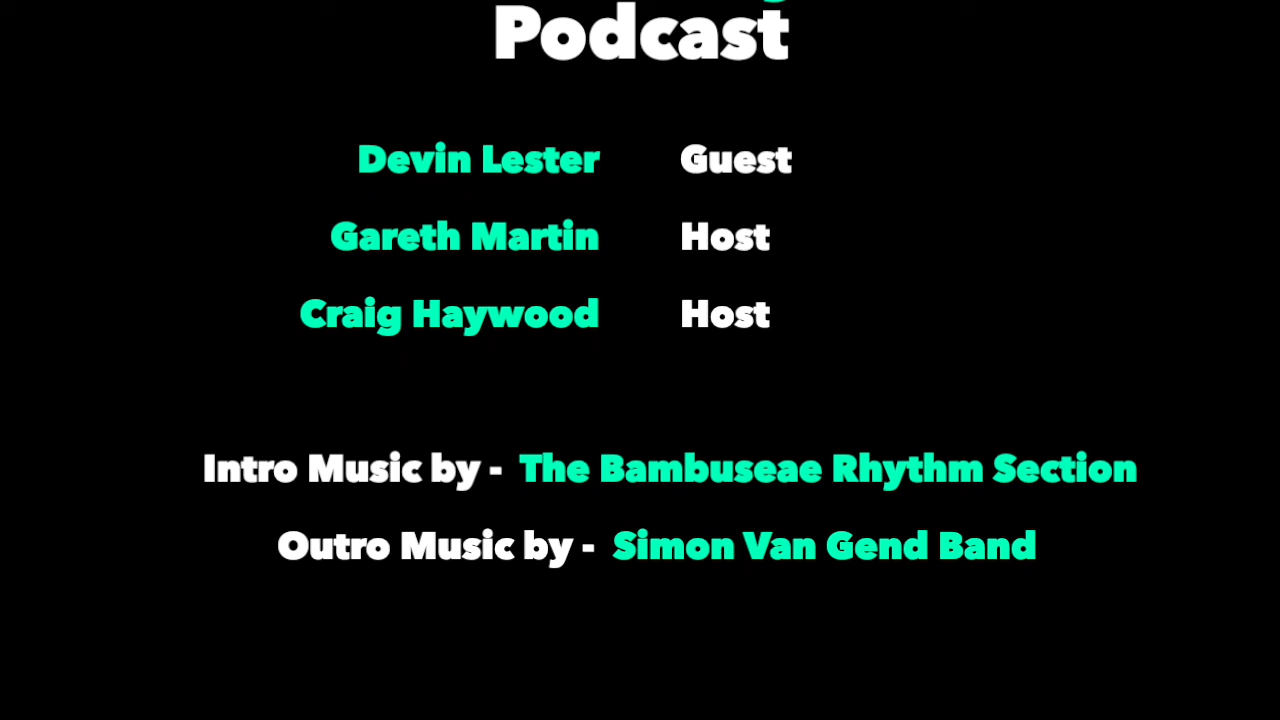 Podcast
Devin Lester Guest
Gareth Martin Host
Craig Haywood Host
Intro Music by - The Bambuseae Rhythm Section
Outro Music by - Simon Van Gend Band